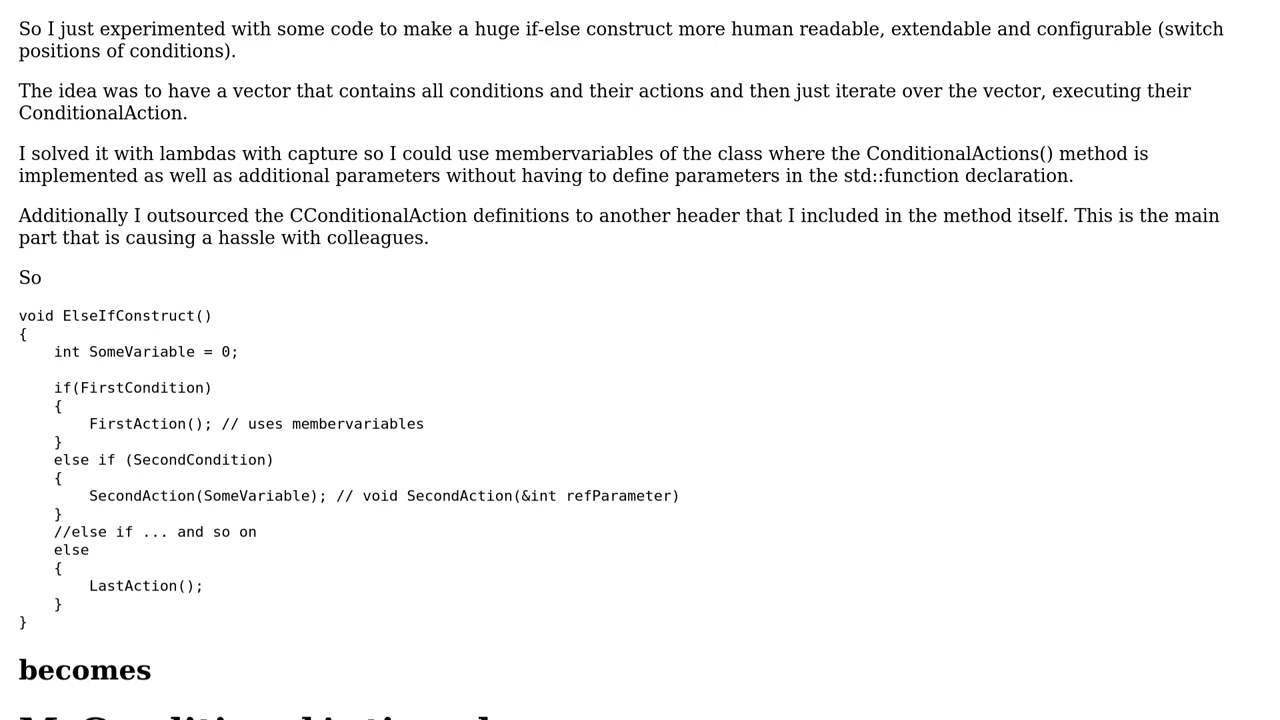 So I just experimented with some code to make a huge if-else construct more human readable, extendable and configurable (switch
positions of conditions).
The idea was to have a vector that contains all conditions and their actions and then just iterate over the vector, executing their
ConditionalAction.
I solved it with lambdas with capture so I could use membervariables of the class where the ConditionalActions() method is
implemented as well as additional parameters without having to define parameters in the std::function declaration.
Additionally I outsourced the CConditionalAction definitions to another header that I included in the method itself. This is the main
part that is causing a hassle with colleagues.
So
void ElseIfConstruct()
{
    int SomeVariable = 0;
    if(FirstCondition)
    {
        FirstAction(); // uses membervariables
    }
    else if (SecondCondition)
    {
        SecondAction(SomeVariable); // void SecondAction(&int refParameter)
    }
    //else if ... and so on
    else
    {
        LastAction();
    }
}
becomes